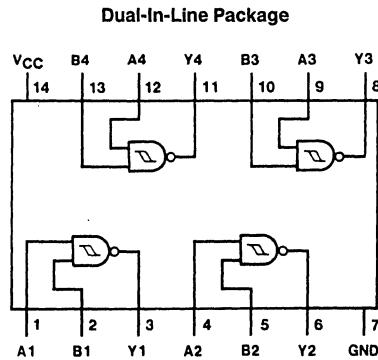 Dual-In-Line Package
VCC B4 A4 Y4 B3 A3 Y3
14 13 12 11 10 9 8
1 2 3 4 5 6 7
A1 B1 Y1 A2 B2 Y2 GND